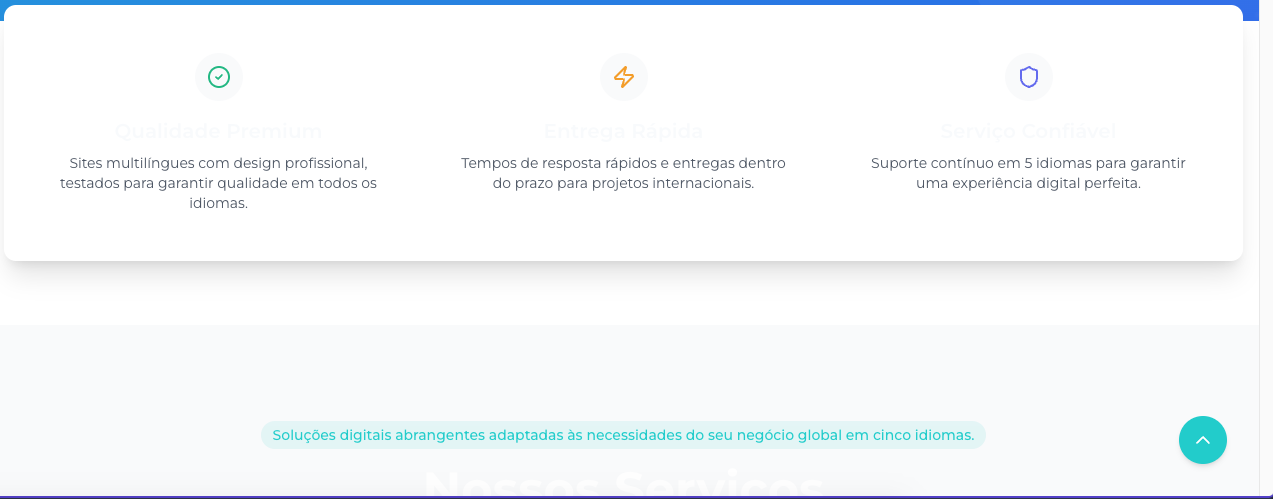 Qualidade Premium
Sites multilíngues com design profissional,
testados para garantir qualidade em todos os
idiomas.
Entrega Rápida
Tempos de resposta rápidos e entregas dentro
do prazo para projetos internacionais.
Serviço Confiável
Suporte contínuo em 5 idiomas para garantir
uma experiência digital perfeita.
Soluções digitais abrangentes adaptadas às necessidades do seu negócio global em cinco idiomas.
Nossos Serviços